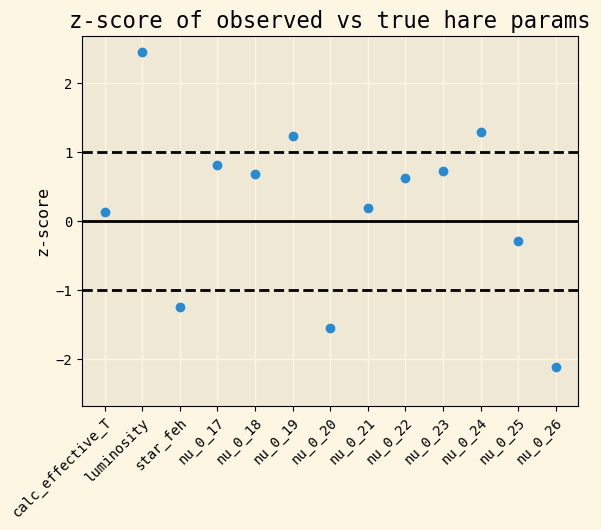 z-score of observed vs true hare params
z-score
2
1
0
−1
−2
calc_effective_T
luminosity
star_feh
nu_0_17
nu_0_18
nu_0_19
nu_0_20
nu_0_21
nu_0_22
nu_0_23
nu_0_24
nu_0_25
nu_0_26